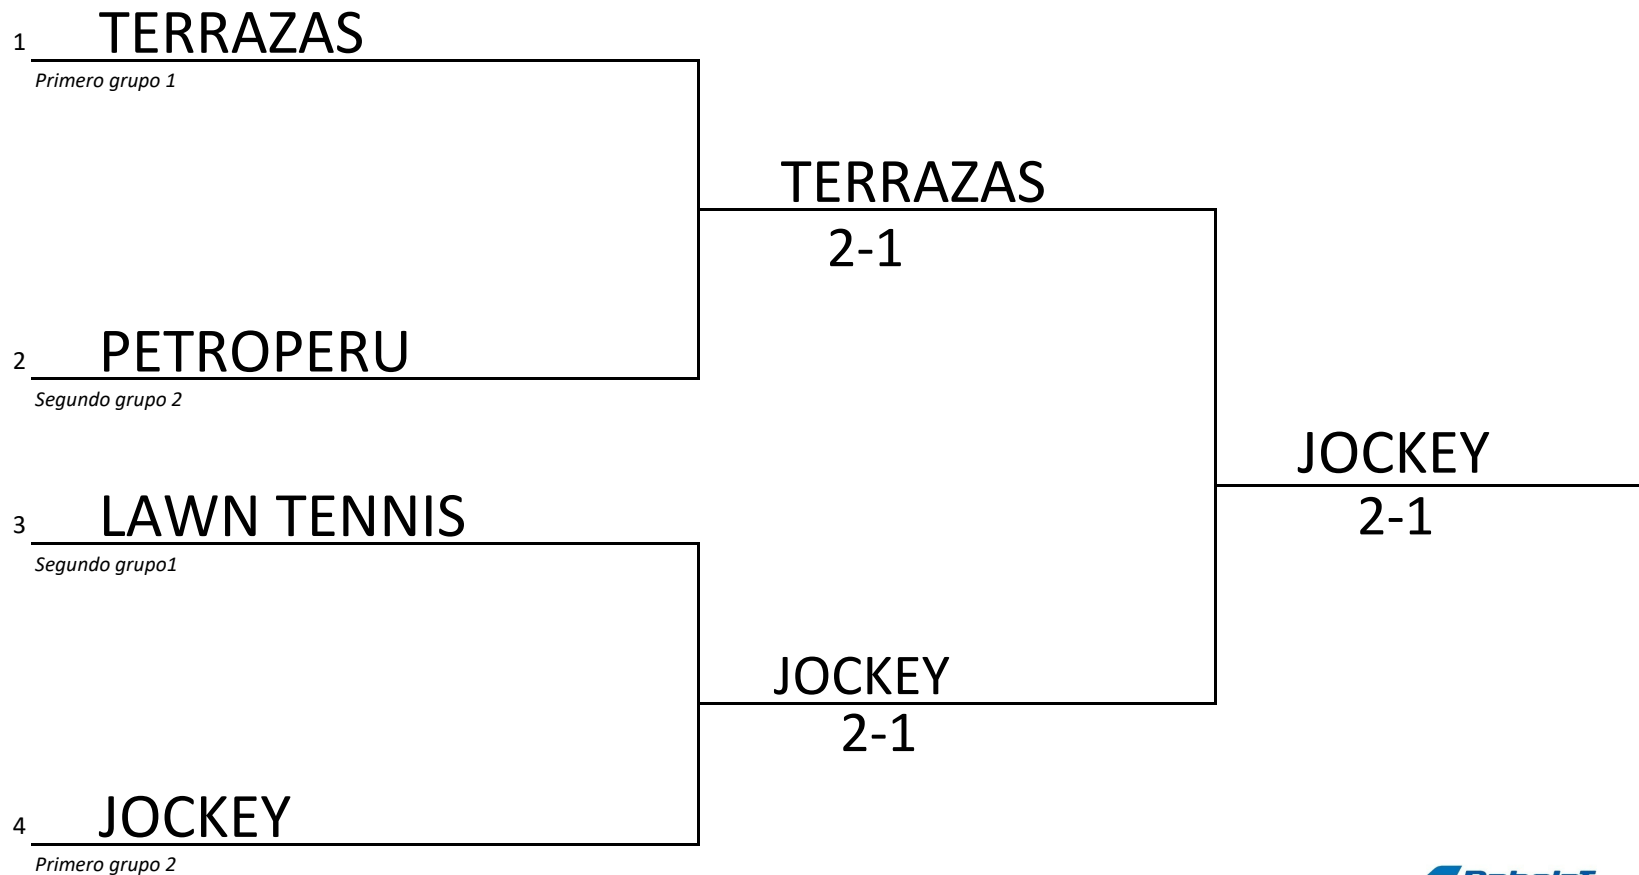 1 TERRAZAS
Primero grupo 1
TERRAZAS
2-1
2 PETROPERU
Segundo grupo 2
JOCKEY
2-1
3 LAWN TENNIS
Segundo grupo1
JOCKEY
2-1
4 JOCKEY
Primero grupo 2